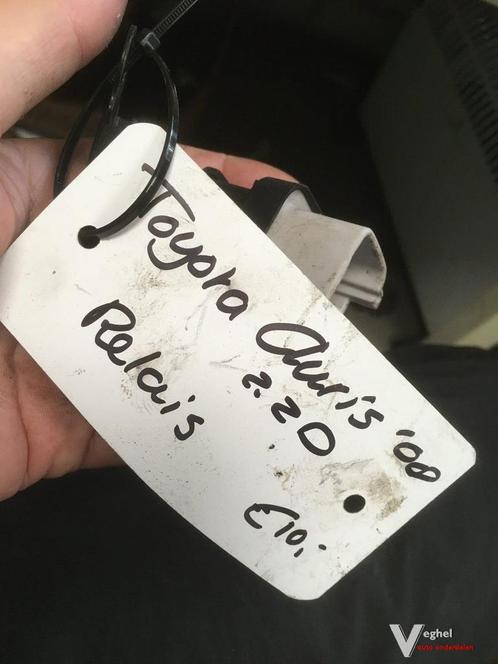 Toyota Auris '08
2.2D
Relais
€10,-
Veghel
auto onderdelen